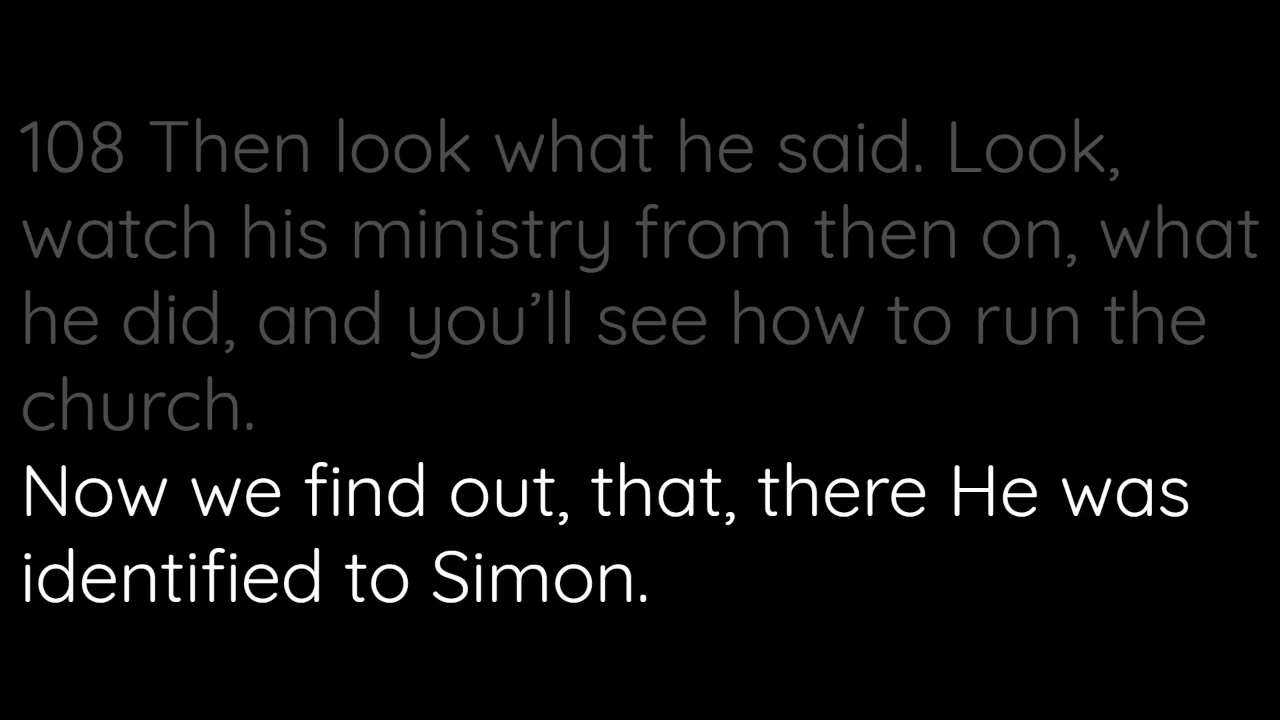 108 Then look what he said. Look,
watch his ministry from then on, what
he did, and you’ll see how to run the
church.
Now we find out, that, there He was
identified to Simon.